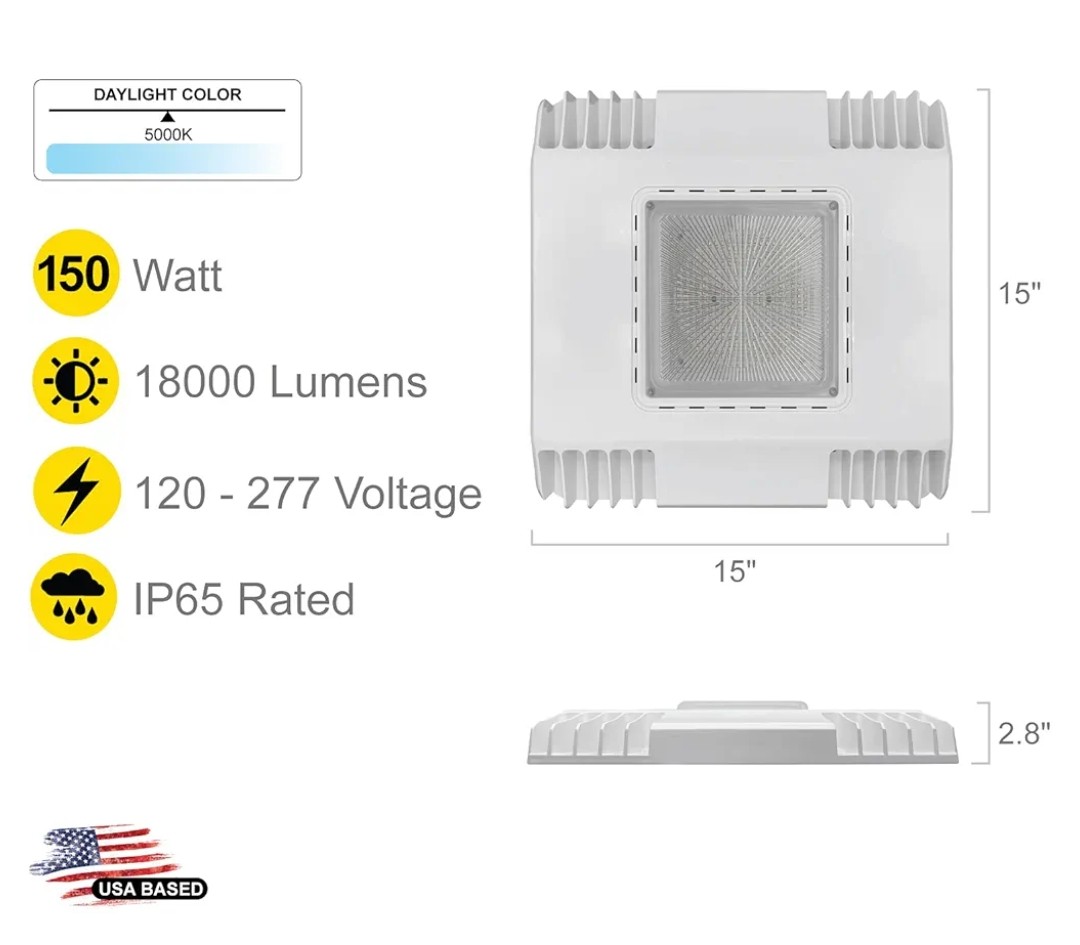 DAYLIGHT COLOR
5000K
150 Watt
18000 Lumens
120 - 277 Voltage
IP65 Rated
15"
15"
2.8"
USA BASED